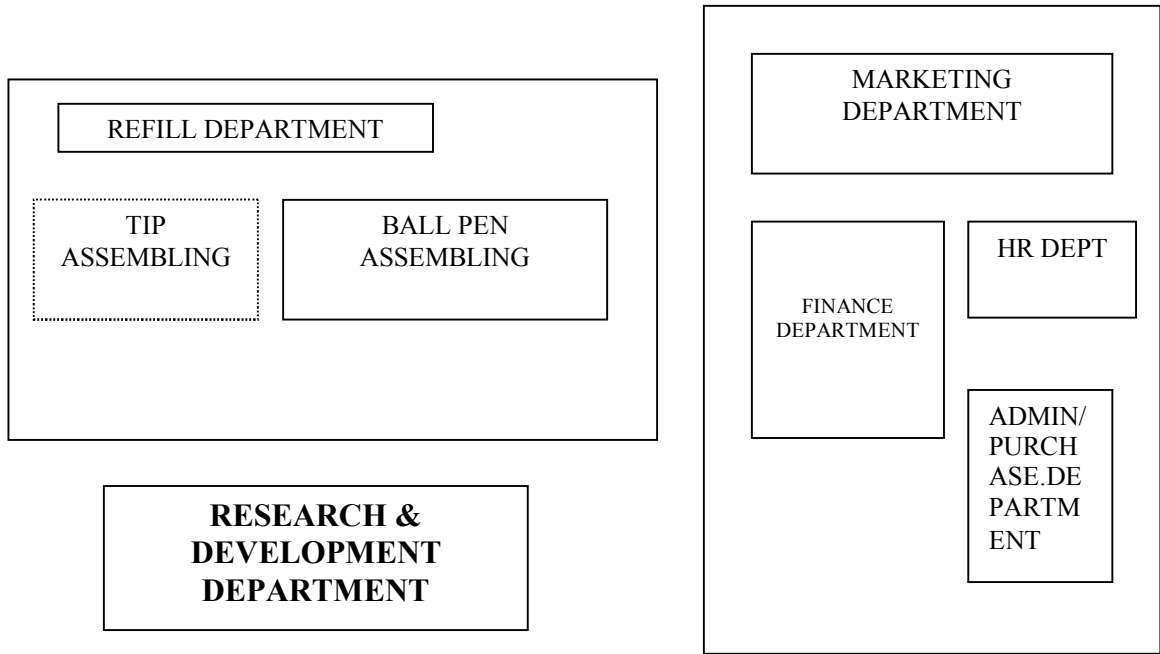 REFILL DEPARTMENT
TIP
ASSEMBLING
BALL PEN
ASSEMBLING
RESEARCH &
DEVELOPMENT
DEPARTMENT
MARKETING
DEPARTMENT
FINANCE
DEPARTMENT
HR DEPT
ADMIN/
PURCH
ASE.DE
PARTM
ENT